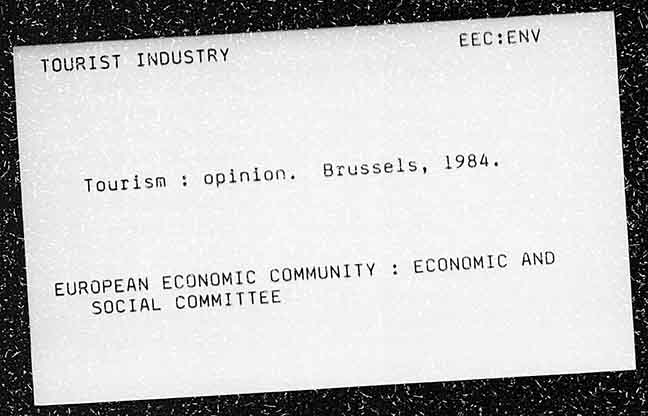 TOURIST INDUSTRY EEC:ENV
Tourism : opinion. Brussels, 1984.
EUROPEAN ECONOMIC COMMUNITY : ECONOMIC AND
SOCIAL COMMITTEE